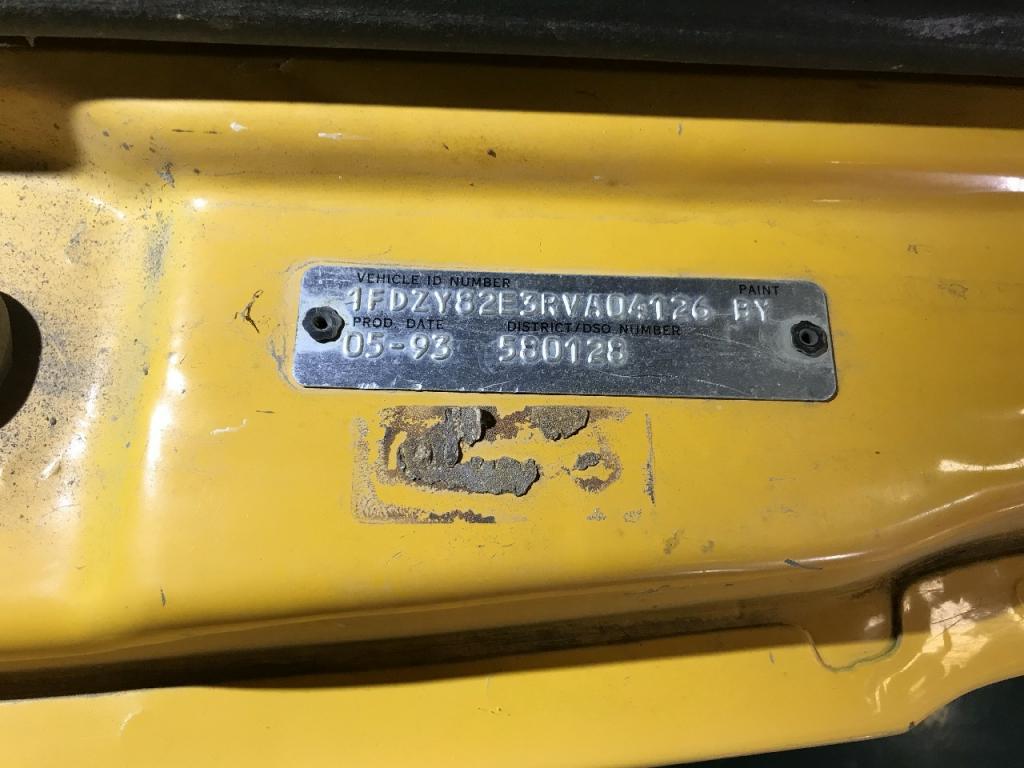 VEHICLE ID NUMBER PAINT
1FDZY82E3RVA04126 BY
PROD. DATE DISTRICT/DSO NUMBER
05-93 580128